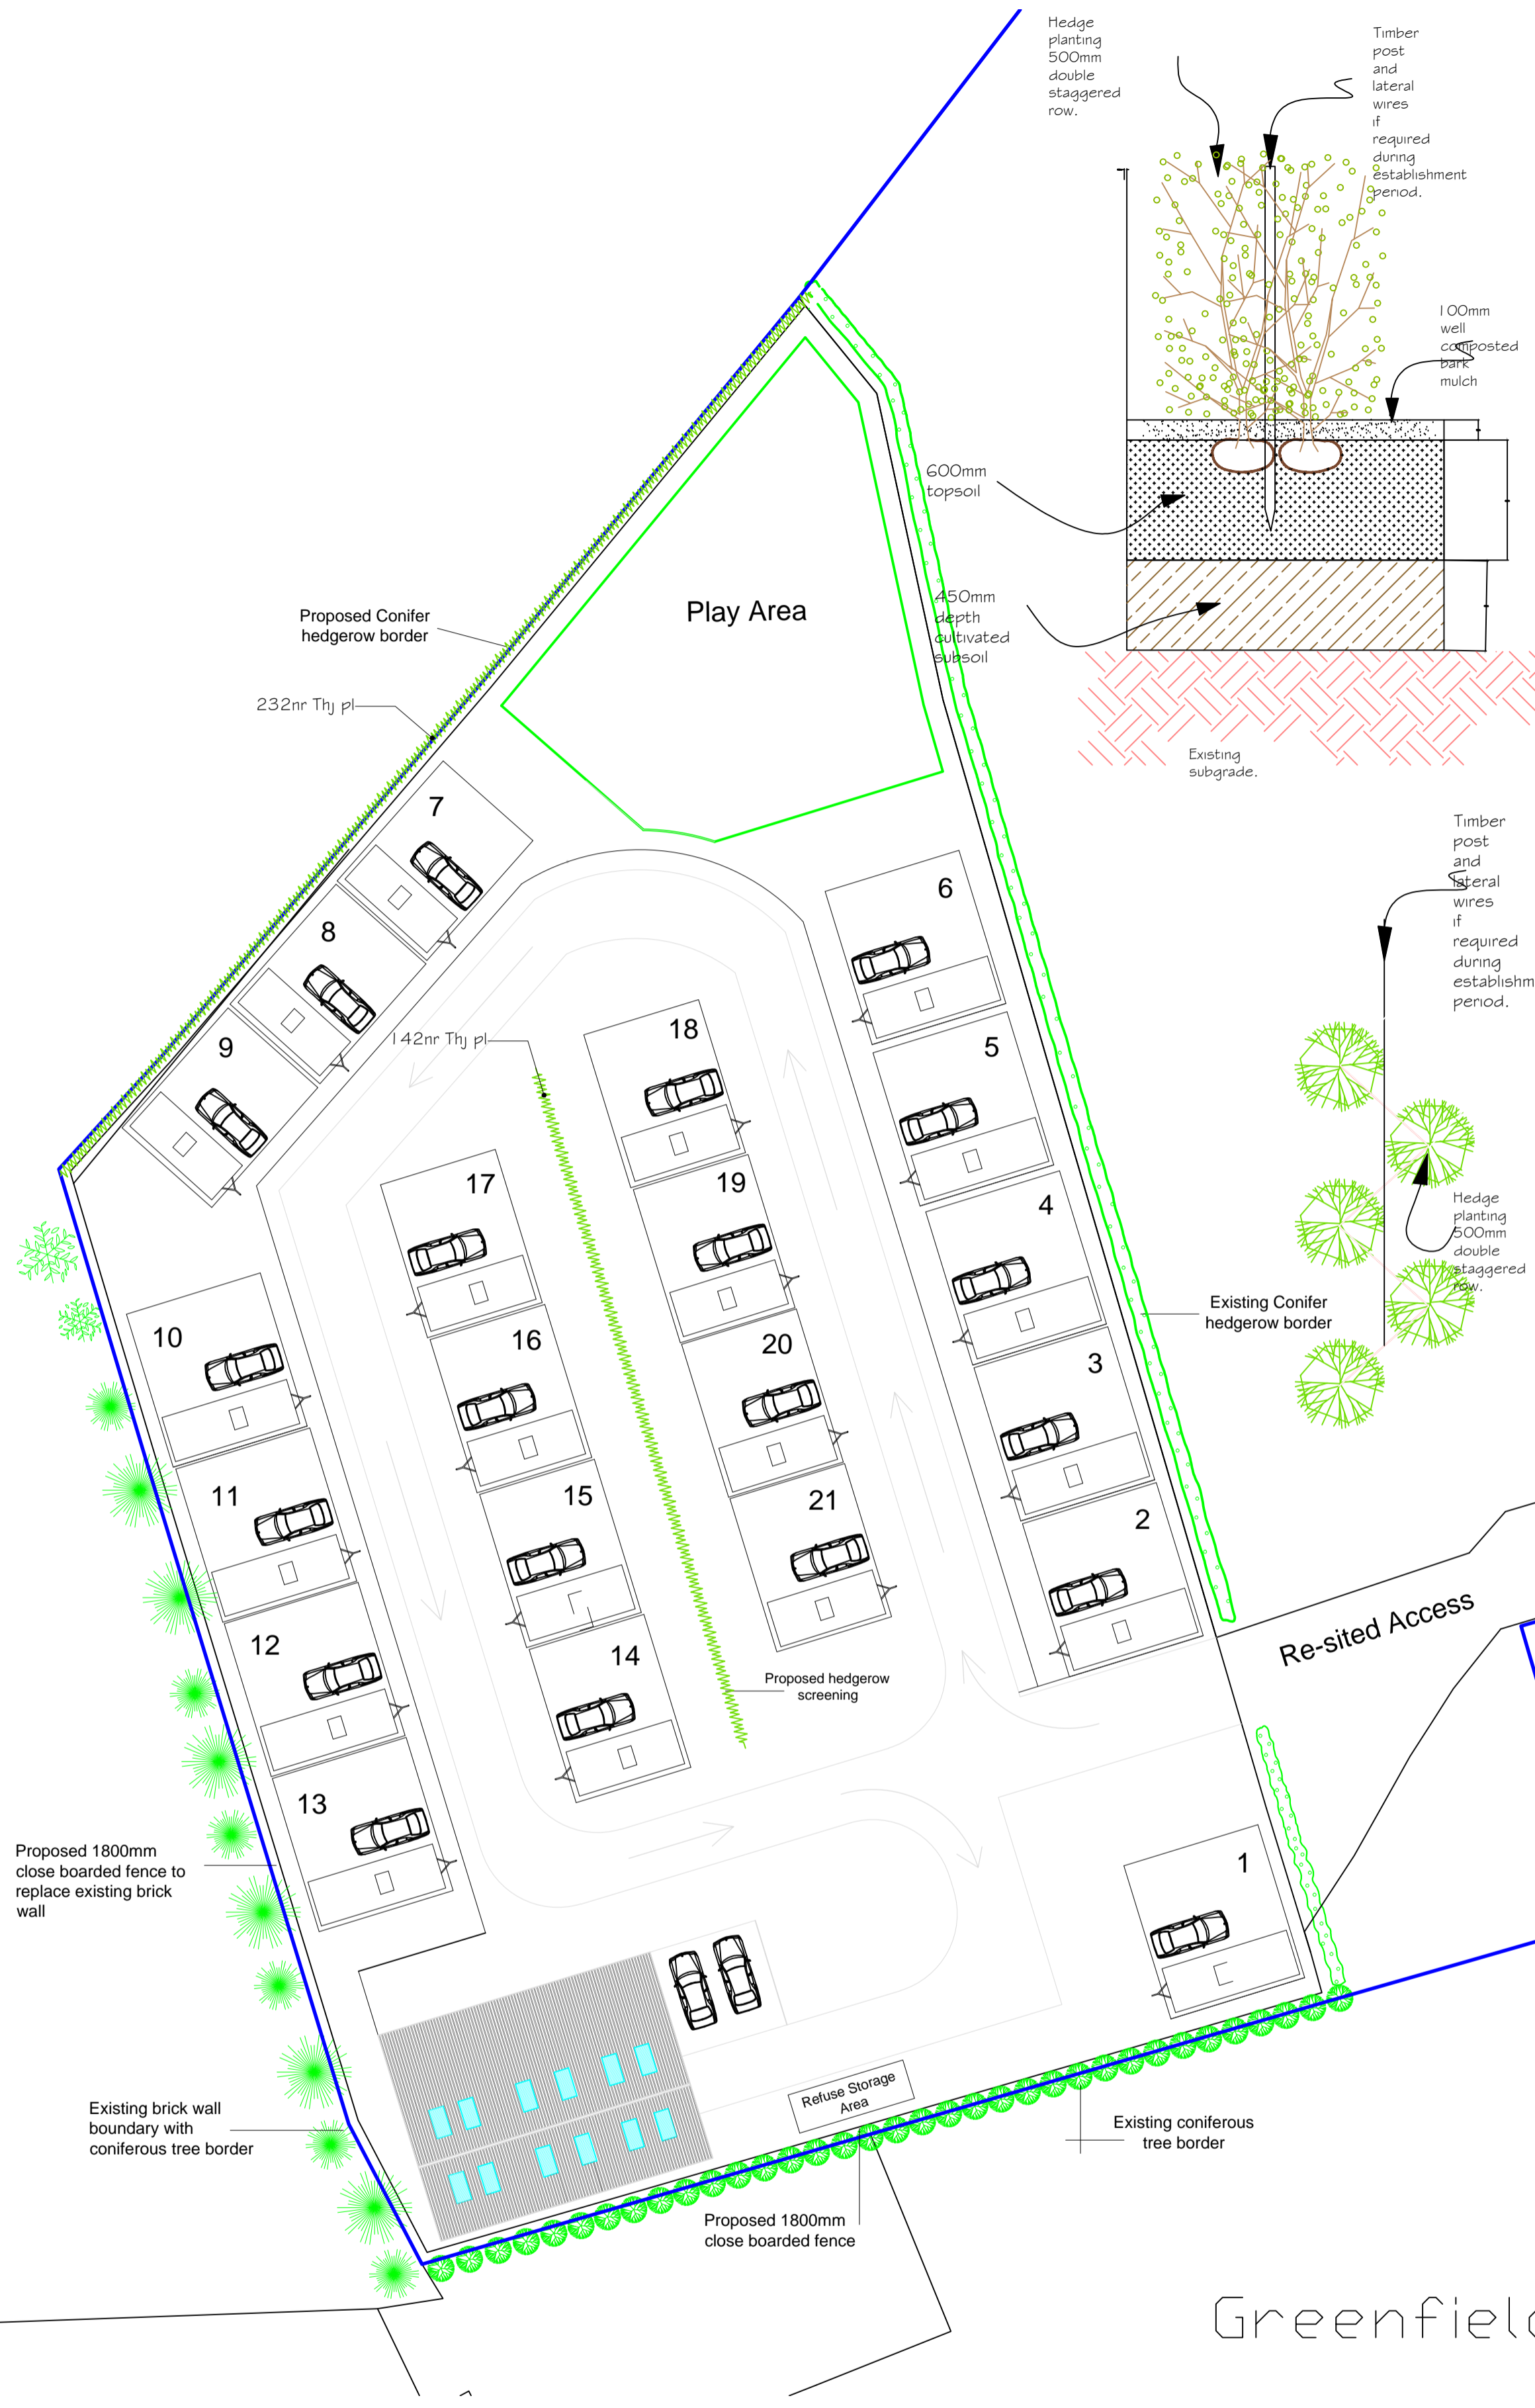 Hedge
planting
500mm
double
staggered
row.
Timber
post
and
lateral
wires
if
required
during
establishment
period.
100mm
well
composted
bark
mulch
600mm
topsoil
450mm
depth
cultivated
subsoil
Existing
subgrade.
Play Area
Proposed Conifer
hedgerow border
232nr Thj pl
Timber
post
and
lateral
wires
if
required
during
establishm
period.
Hedge
planting
500mm
double
staggered
row.
7
8
9
6
5
4
3
2
142nr Thj pl
18
19
20
21
17
16
15
14
10
11
12
13
Existing Conifer
hedgerow border
Re-sited Access
Proposed hedgerow
screening
1
Proposed 1800mm
close boarded fence to
replace existing brick
wall
Refuse Storage
Area
Existing brick wall
boundary with
coniferous tree border
Existing coniferous
tree border
Proposed 1800mm
close boarded fence
Greenfield